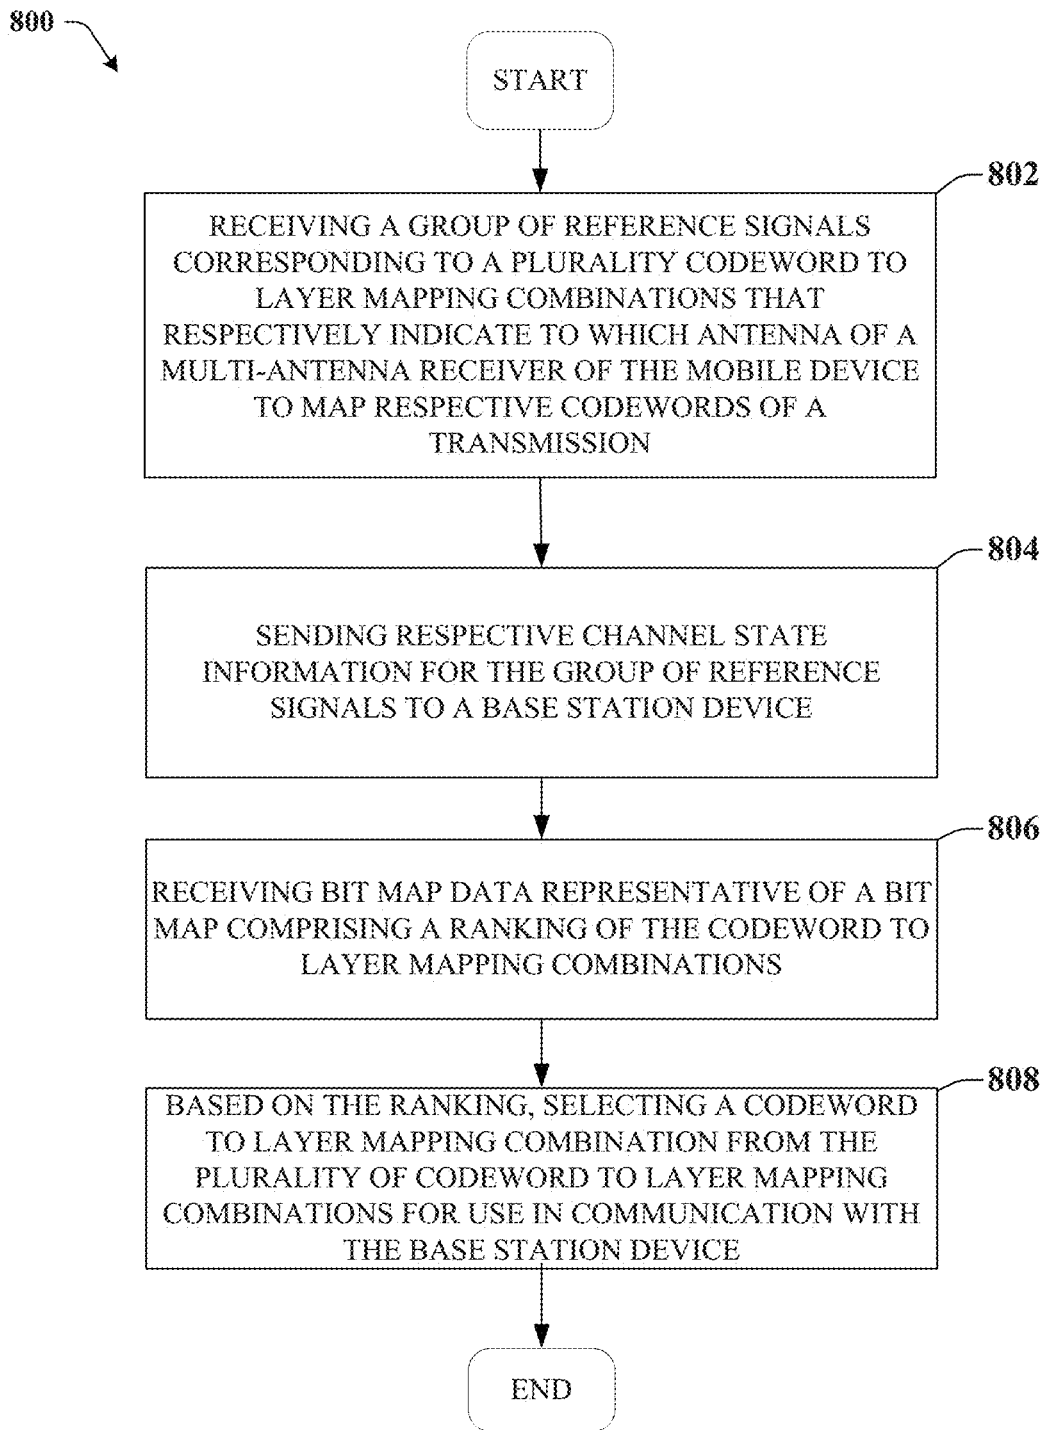 800
START
802
RECEIVING A GROUP OF REFERENCE SIGNALS
CORRESPONDING TO A PLURALITY CODEWORD TO
LAYER MAPPING COMBINATIONS THAT
RESPECTIVELY INDICATE TO WHICH ANTENNA OF A
MULTI-ANTENNA RECEIVER OF THE MOBILE DEVICE
TO MAP RESPECTIVE CODEWORDS OF A
TRANSMISSION
804
SENDING RESPECTIVE CHANNEL STATE
INFORMATION FOR THE GROUP OF REFERENCE
SIGNALS TO A BASE STATION DEVICE
806
RECEIVING BIT MAP DATA REPRESENTATIVE OF A BIT
MAP COMPRISING A RANKING OF THE CODEWORD TO
LAYER MAPPING COMBINATIONS
808
BASED ON THE RANKING, SELECTING A CODEWORD
TO LAYER MAPPING COMBINATION FROM THE
PLURALITY OF CODEWORD TO LAYER MAPPING
COMBINATIONS FOR USE IN COMMUNICATION WITH
THE BASE STATION DEVICE
END